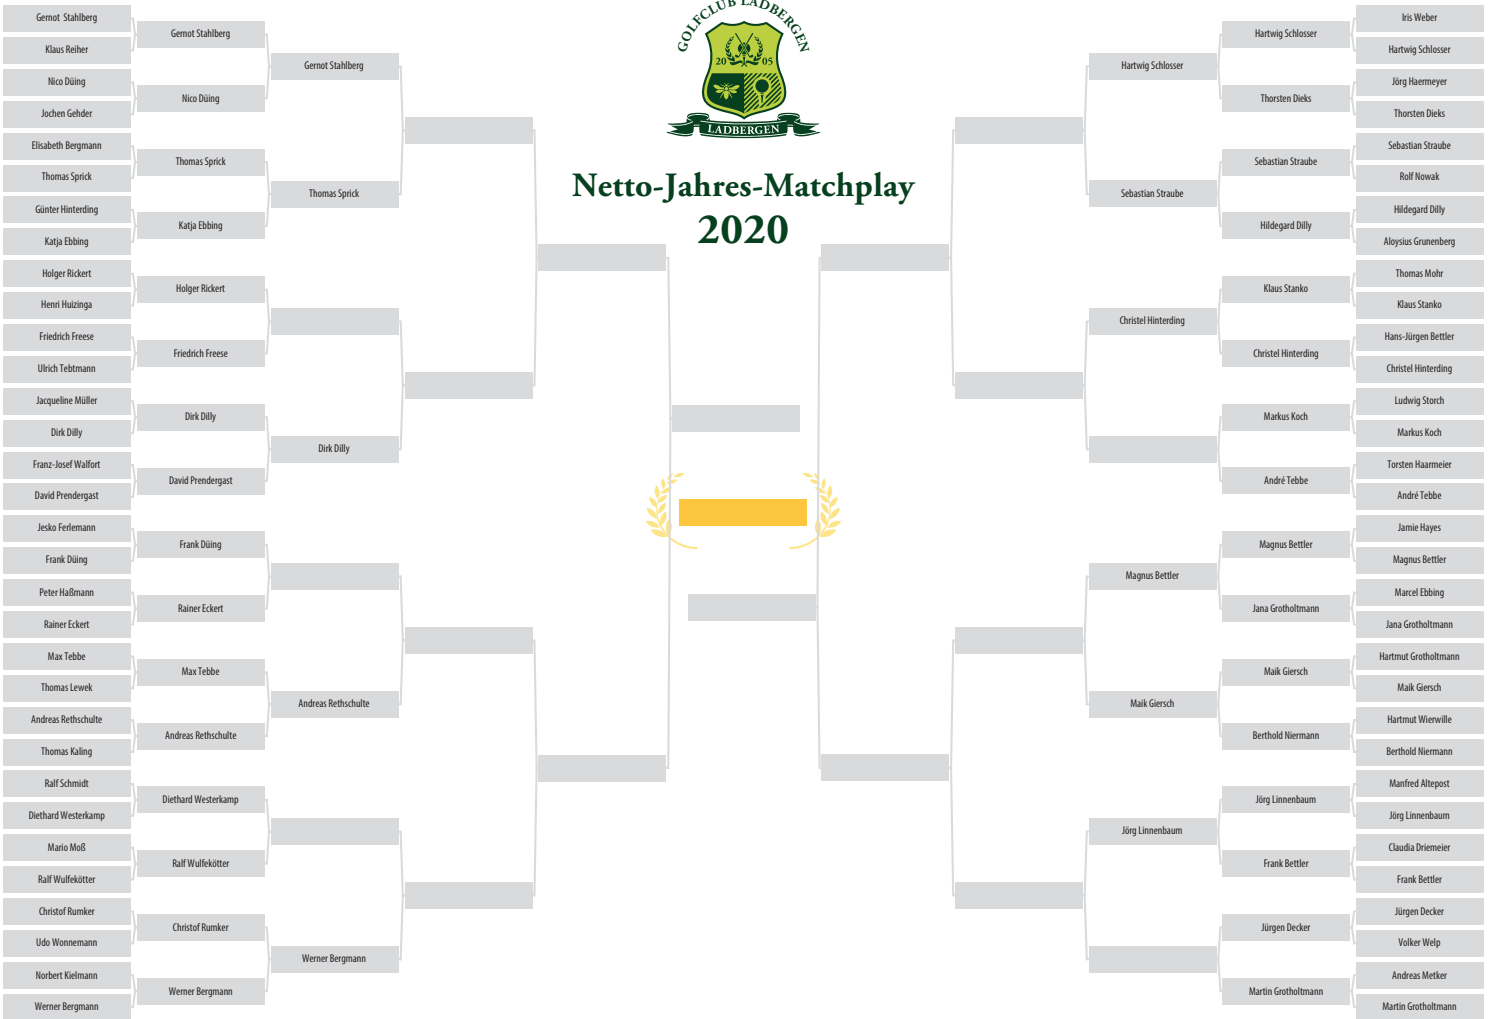 GOLFCLUB LADBERGEN
20 05
LADBERGEN
Netto-Jahres-Matchplay
2020
Gernot Stahlberg
Klaus Reiher
Nico Düing
Jochen Gehder
Elisabeth Bergmann
Thomas Sprick
Günter Hinterding
Katja Ebbing
Holger Rickert
Henri Huizinga
Friedrich Freese
Ulrich Tebtmann
Jacqueline Müller
Dirk Dilly
Franz-Josef Walfort
David Prendergast
Jesko Ferlemann
Frank Düing
Peter Haßmann
Rainer Eckert
Max Tebbe
Thomas Lewek
Andreas Rethschulte
Thomas Kaling
Ralf Schmidt
Diethard Westerkamp
Mario Moß
Ralf Wulfekötter
Christof Rumker
Udo Wonnemann
Norbert Kielmann
Werner Bergmann
Gernot Stahlberg
Nico Düing
Thomas Sprick
Katja Ebbing
Holger Rickert
Friedrich Freese
Dirk Dilly
David Prendergast
Frank Düing
Rainer Eckert
Max Tebbe
Andreas Rethschulte
Diethard Westerkamp
Ralf Wulfekötter
Christof Rumker
Werner Bergmann
Gernot Stahlberg
Thomas Sprick
Dirk Dilly
Andreas Rethschulte
Werner Bergmann
Hartwig Schlosser
Sebastian Straube
Christel Hinterding
Magnus Bettler
Maik Giersch
Jörg Linnenbaum
Hartwig Schlosser
Thorsten Dieks
Sebastian Straube
Hildegard Dilly
Klaus Stanko
Christel Hinterding
Markus Koch
André Tebbe
Magnus Bettler
Jana Grotholtmann
Maik Giersch
Berthold Niermann
Jörg Linnenbaum
Frank Bettler
Jürgen Decker
Martin Grotholtmann
Iris Weber
Hartwig Schlosser
Jörg Haermeyer
Thorsten Dieks
Sebastian Straube
Rolf Nowak
Hildegard Dilly
Aloysius Grunenberg
Thomas Mohr
Klaus Stanko
Hans-Jürgen Bettler
Christel Hinterding
Ludwig Storch
Markus Koch
Torsten Haarmeier
André Tebbe
Jamie Hayes
Magnus Bettler
Marcel Ebbing
Jana Grotholtmann
Hartmut Grotholtmann
Maik Giersch
Hartmut Wierwille
Berthold Niermann
Manfred Altepost
Jörg Linnenbaum
Claudia Driemeier
Frank Bettler
Jürgen Decker
Volker Welp
Andreas Metker
Martin Grotholtmann